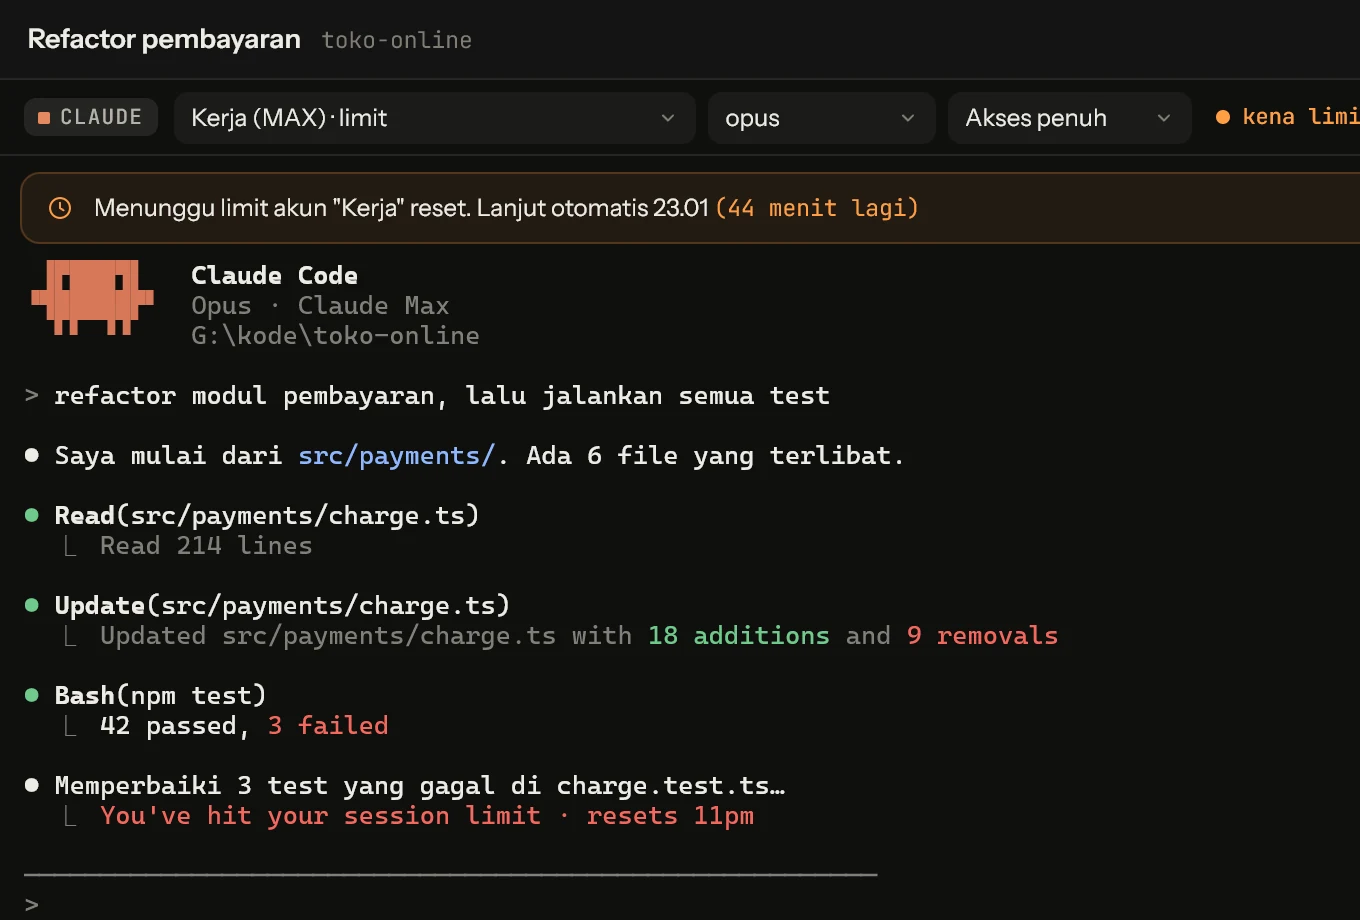 Refactor pembayaran toko-online
CLAUDE Kerja (MAX) · limit opus Akses penuh kena limi
Menunggu limit akun "Kerja" reset. Lanjut otomatis 23.01 (44 menit lagi)
Claude Code
Opus · Claude Max
G:\kode\toko-online
> refactor modul pembayaran, lalu jalankan semua test
● Saya mulai dari src/payments/. Ada 6 file yang terlibat.
● Read(src/payments/charge.ts)
⎿ Read 214 lines
● Update(src/payments/charge.ts)
⎿ Updated src/payments/charge.ts with 18 additions and 9 removals
● Bash(npm test)
⎿ 42 passed, 3 failed
● Memperbaiki 3 test yang gagal di charge.test.ts…
⎿ You've hit your session limit · resets 11pm
>